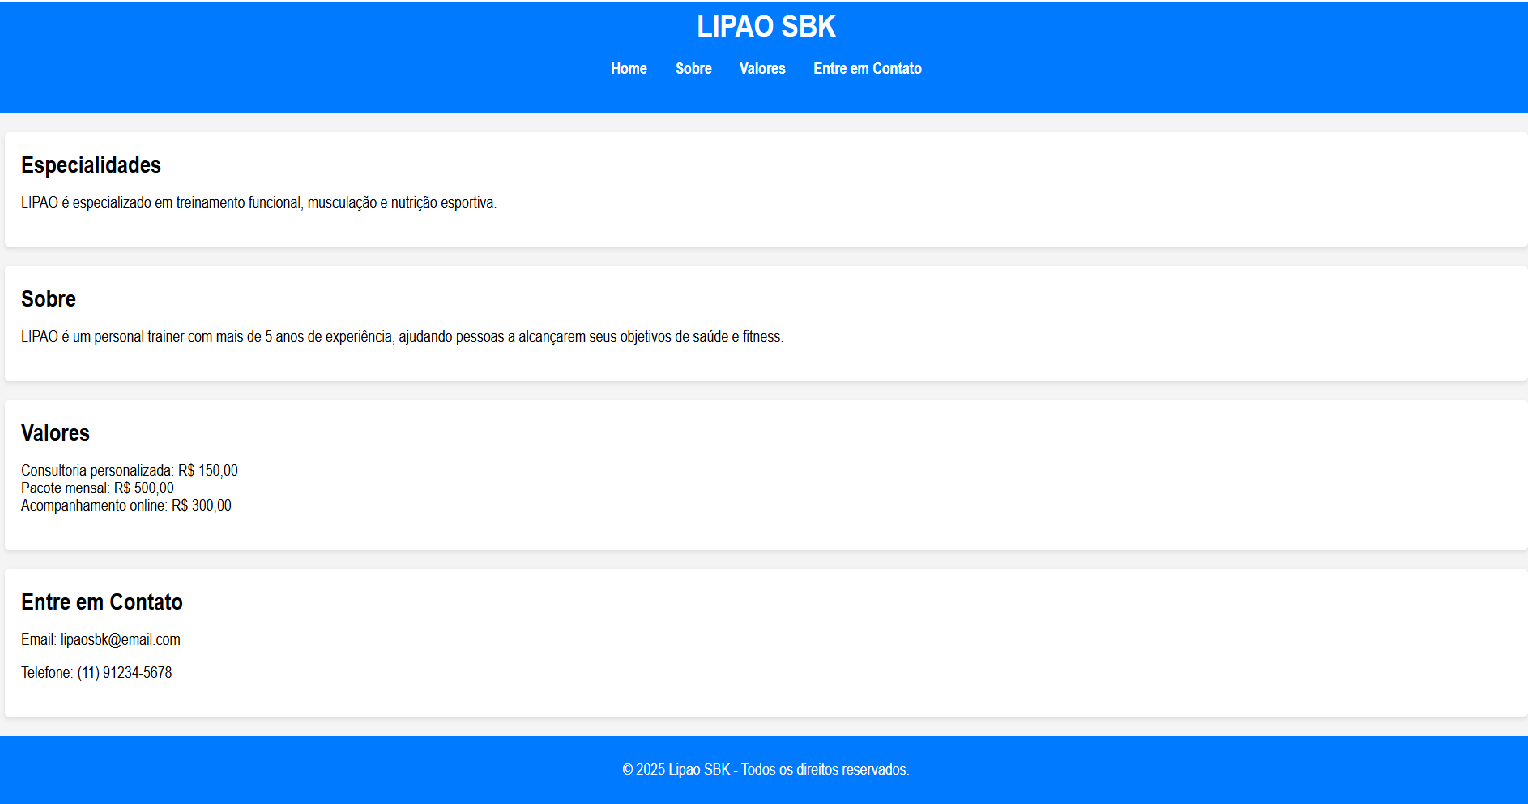 LIPAO SBK
Home Sobre Valores Entre em Contato
Especialidades
LIPAO é especializado em treinamento funcional, musculação e nutrição esportiva.
Sobre
LIPAO é um personal trainer com mais de 5 anos de experiência, ajudando pessoas a alcançarem seus objetivos de saúde e fitness.
Valores
Consultoria personalizada: R$ 150,00
Pacote mensal: R$ 500,00
Acompanhamento online: R$ 300,00
Entre em Contato
Email: lipaosbk@email.com
Telefone: (11) 91234-5678
© 2025 Lipao SBK - Todos os direitos reservados.